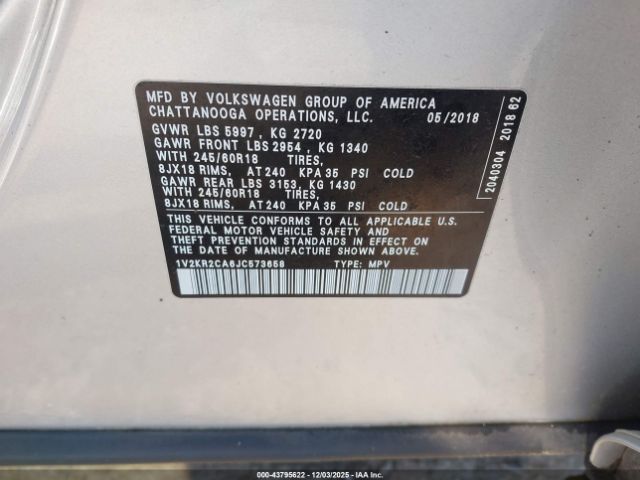 MFD BY VOLKSWAGEN GROUP OF AMERICA
CHATTANOOGA OPERATIONS, LLC. 05/2018
GVWR LBS 5997, KG 2720
GAWR FRONT LBS 2954, KG 1340
WITH 245/60R18 TIRES,
8JX18 RIMS, AT 240 KPA 35 PSI COLD
GAWR REAR LBS 3153, KG 1430
WITH 245/60R18 TIRES,
8JX18 RIMS, AT 240 KPA 35 PSI COLD
THIS VEHICLE CONFORMS TO ALL APPLICABLE U.S.
FEDERAL MOTOR VEHICLE SAFETY AND
THEFT PREVENTION STANDARDS IN EFFECT ON
THE DATE OF MANUFACTURE SHOWN ABOVE.
1V2KR2CA6JC573658 TYPE: MPV
2040304 2018 62
© 43795622 - 12/03/2025 - IAA Inc.